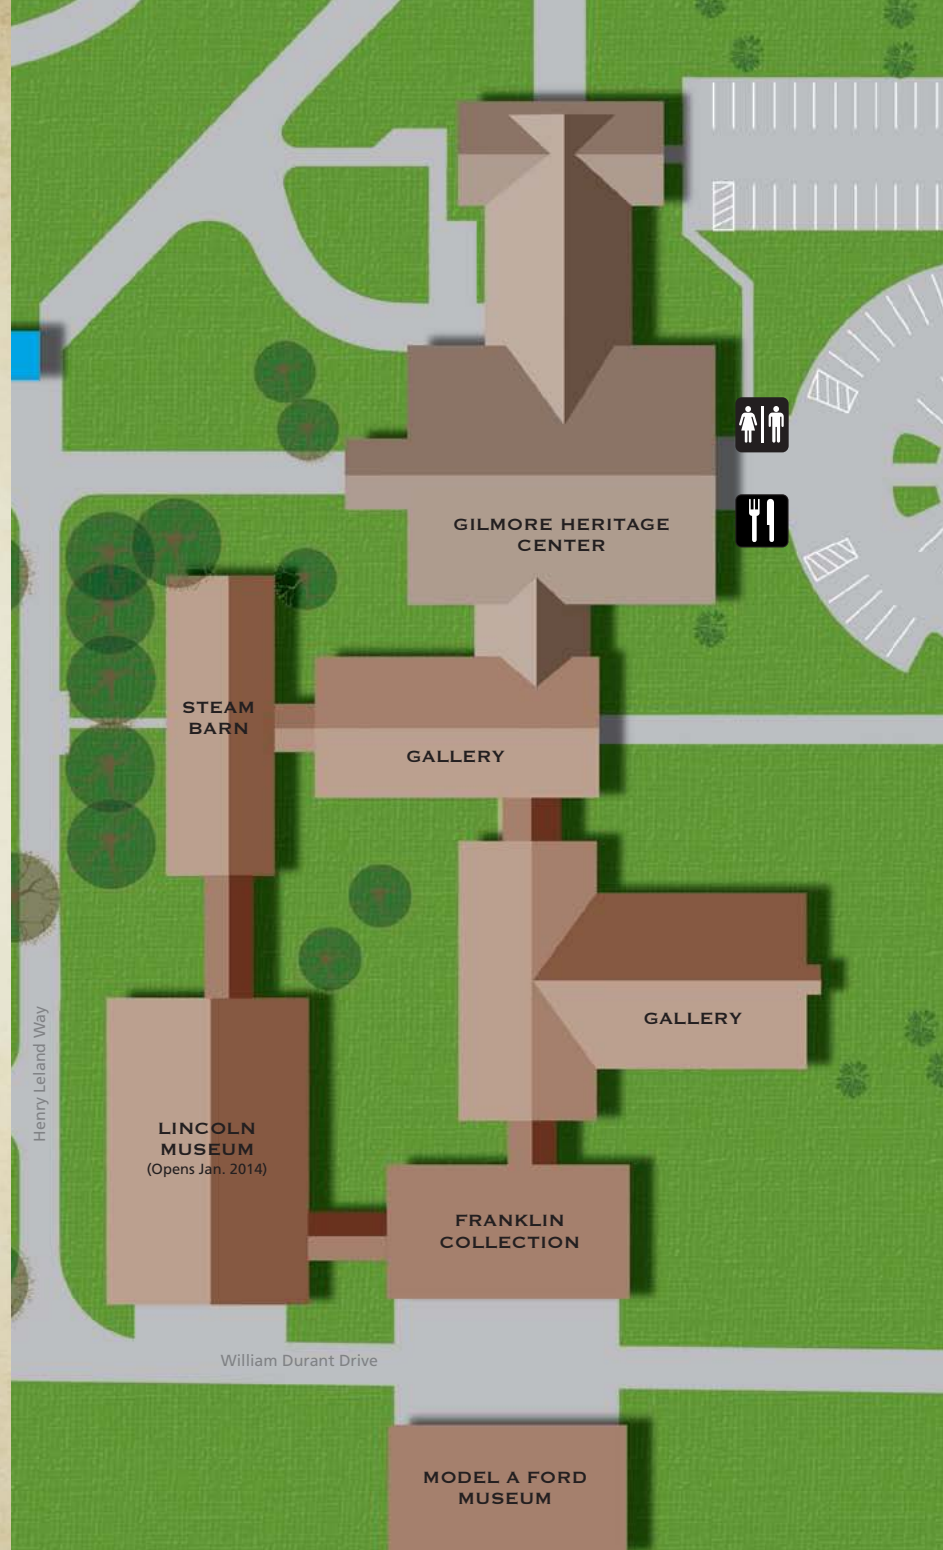 GILMORE HERITAGE
CENTER
STEAM
BARN
GALLERY
GALLERY
Henry Leland Way
LINCOLN
MUSEUM
(Opens Jan. 2014)
FRANKLIN
COLLECTION
William Durant Drive
MODEL A FORD
MUSEUM